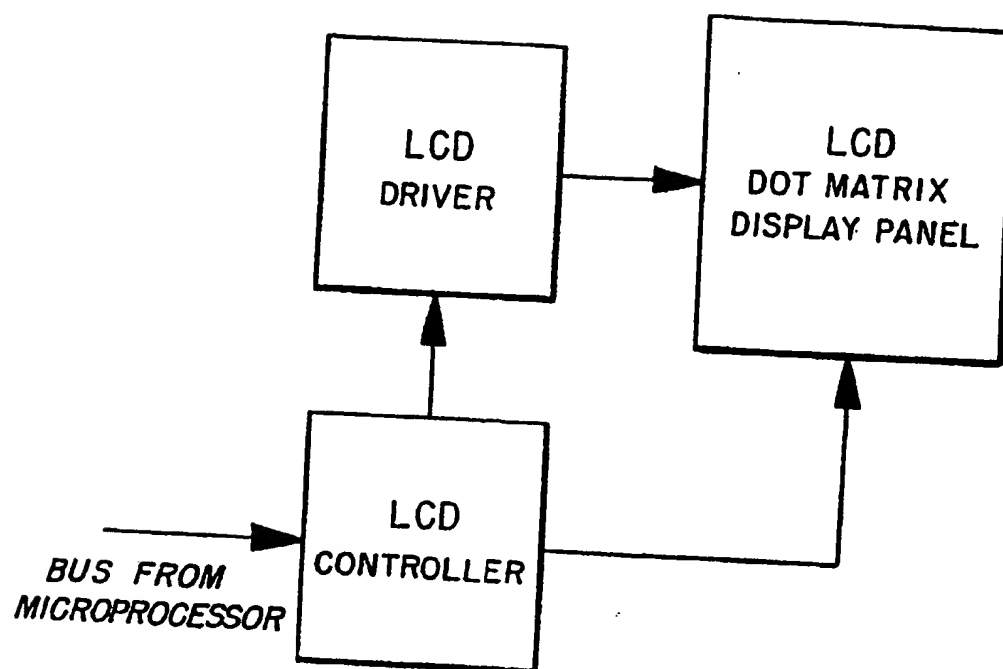 LCD
DRIVER
LCD
DOT MATRIX
DISPLAY PANEL
LCD
CONTROLLER
BUS FROM
MICROPROCESSOR